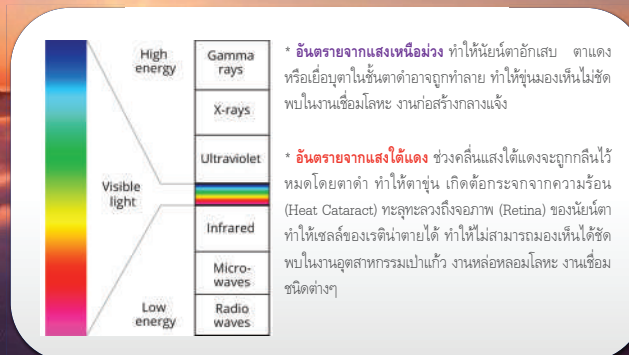 High
energy
Gamma
rays
X-rays
Ultraviolet
Visible
light
Infrared
Micro-
waves
Low
energy
Radio
waves
* อันตรายจากแสงเหนือม่วง ทำให้นัยน์ตาอักเสบ ตาแดง
หรือเยื่อบุตาในชั้นตาดำอาจถูกทำลาย ทำให้ขุ่นมองเห็นไม่ชัด
พบในงานเชื่อมโลหะ งานก่อสร้างกลางแจ้ง
* อันตรายจากแสงใต้แดง ช่วงคลื่นแสงใต้แดงจะถูกกลืนไว้
หมดโดยตาดำ ทำให้ตาขุ่น เกิดต้อกระจกจากความร้อน
(Heat Cataract) ทะลุทะลวงถึงจอภาพ (Retina) ของนัยน์ตา
ทำให้เซลล์ของเรติน่าตายได้ ทำให้ไม่สามารถมองเห็นได้ชัด
พบในงานอุตสาหกรรมเป่าแก้ว งานหล่อหลอมโลหะ งานเชื่อม
ชนิดต่างๆ